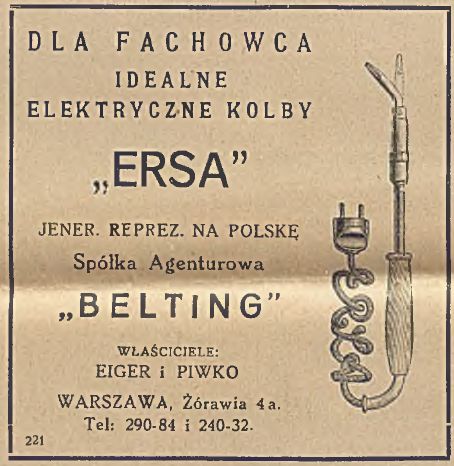 DLA FACHOWCA
IDEALNE
ELEKTRYCZNE KOLBY
„ERSA”
JENER. REPREZ. NA POLSKĘ
Spółka Agenturowa
„BELTING”
WŁAŚCICIELE:
EIGER i PIWKO
WARSZAWA, Żórawia 4a.
Tel: 290-84 i 240-32.
221